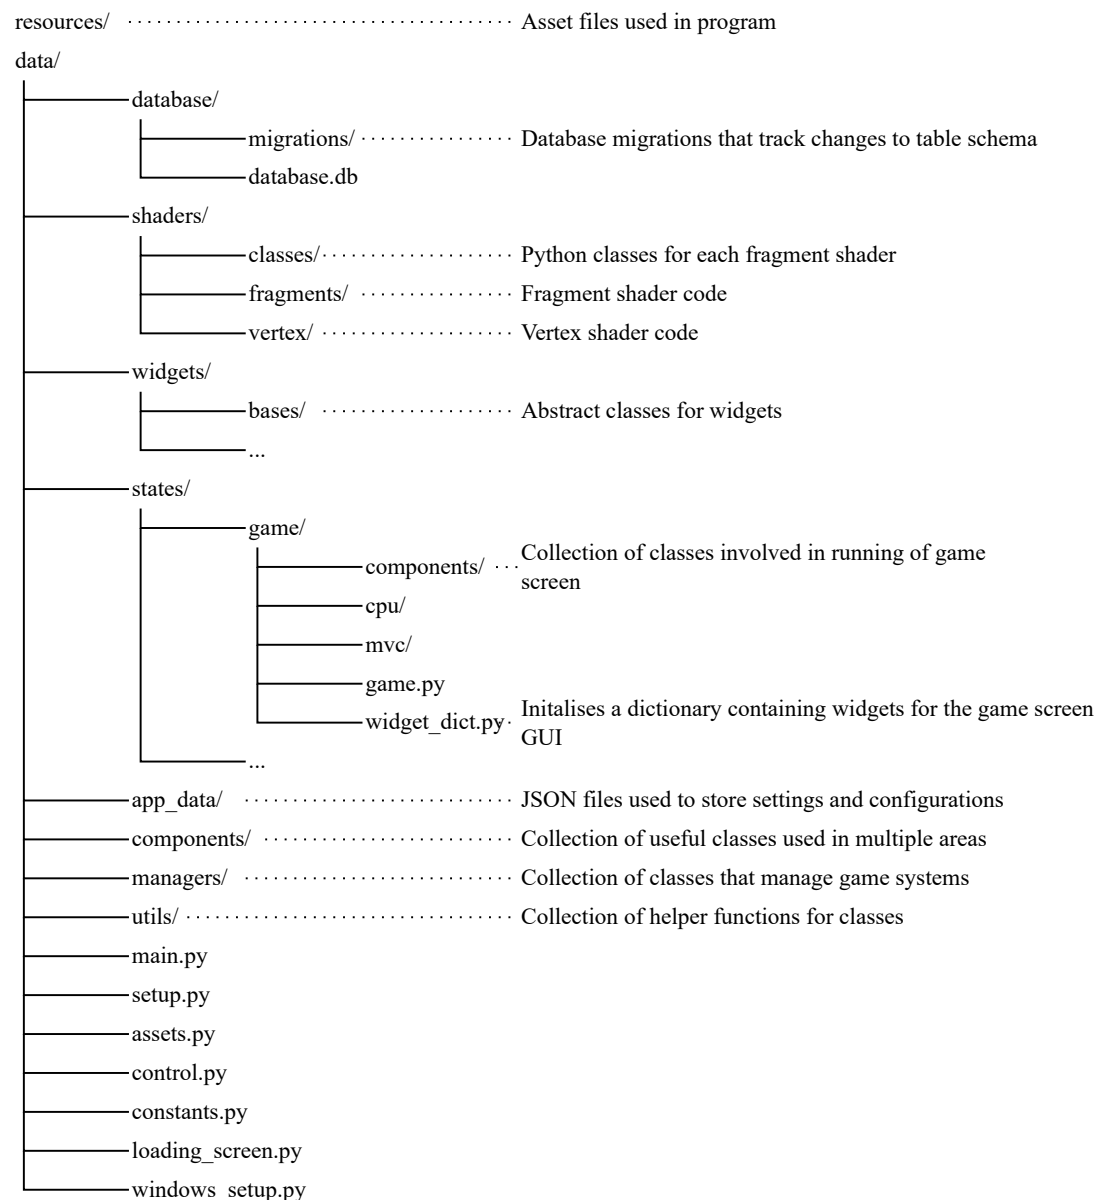 resources/ Asset files used in program
data/
database/
migrations/ Database migrations that track changes to table schema
database.db
shaders/
classes/ Python classes for each fragment shader
fragments/ Fragment shader code
vertex/ Vertex shader code
widgets/
bases/ Abstract classes for widgets
...
states/
game/
components/ Collection of classes involved in running of game
screen
cpu/
mvc/
game.py
widget_dict.py Initalises a dictionary containing widgets for the game screen
GUI
...
app_data/ JSON files used to store settings and configurations
components/ Collection of useful classes used in multiple areas
managers/ Collection of classes that manage game systems
utils/ Collection of helper functions for classes
main.py
setup.py
assets.py
control.py
constants.py
loading_screen.py
windows_setup.py